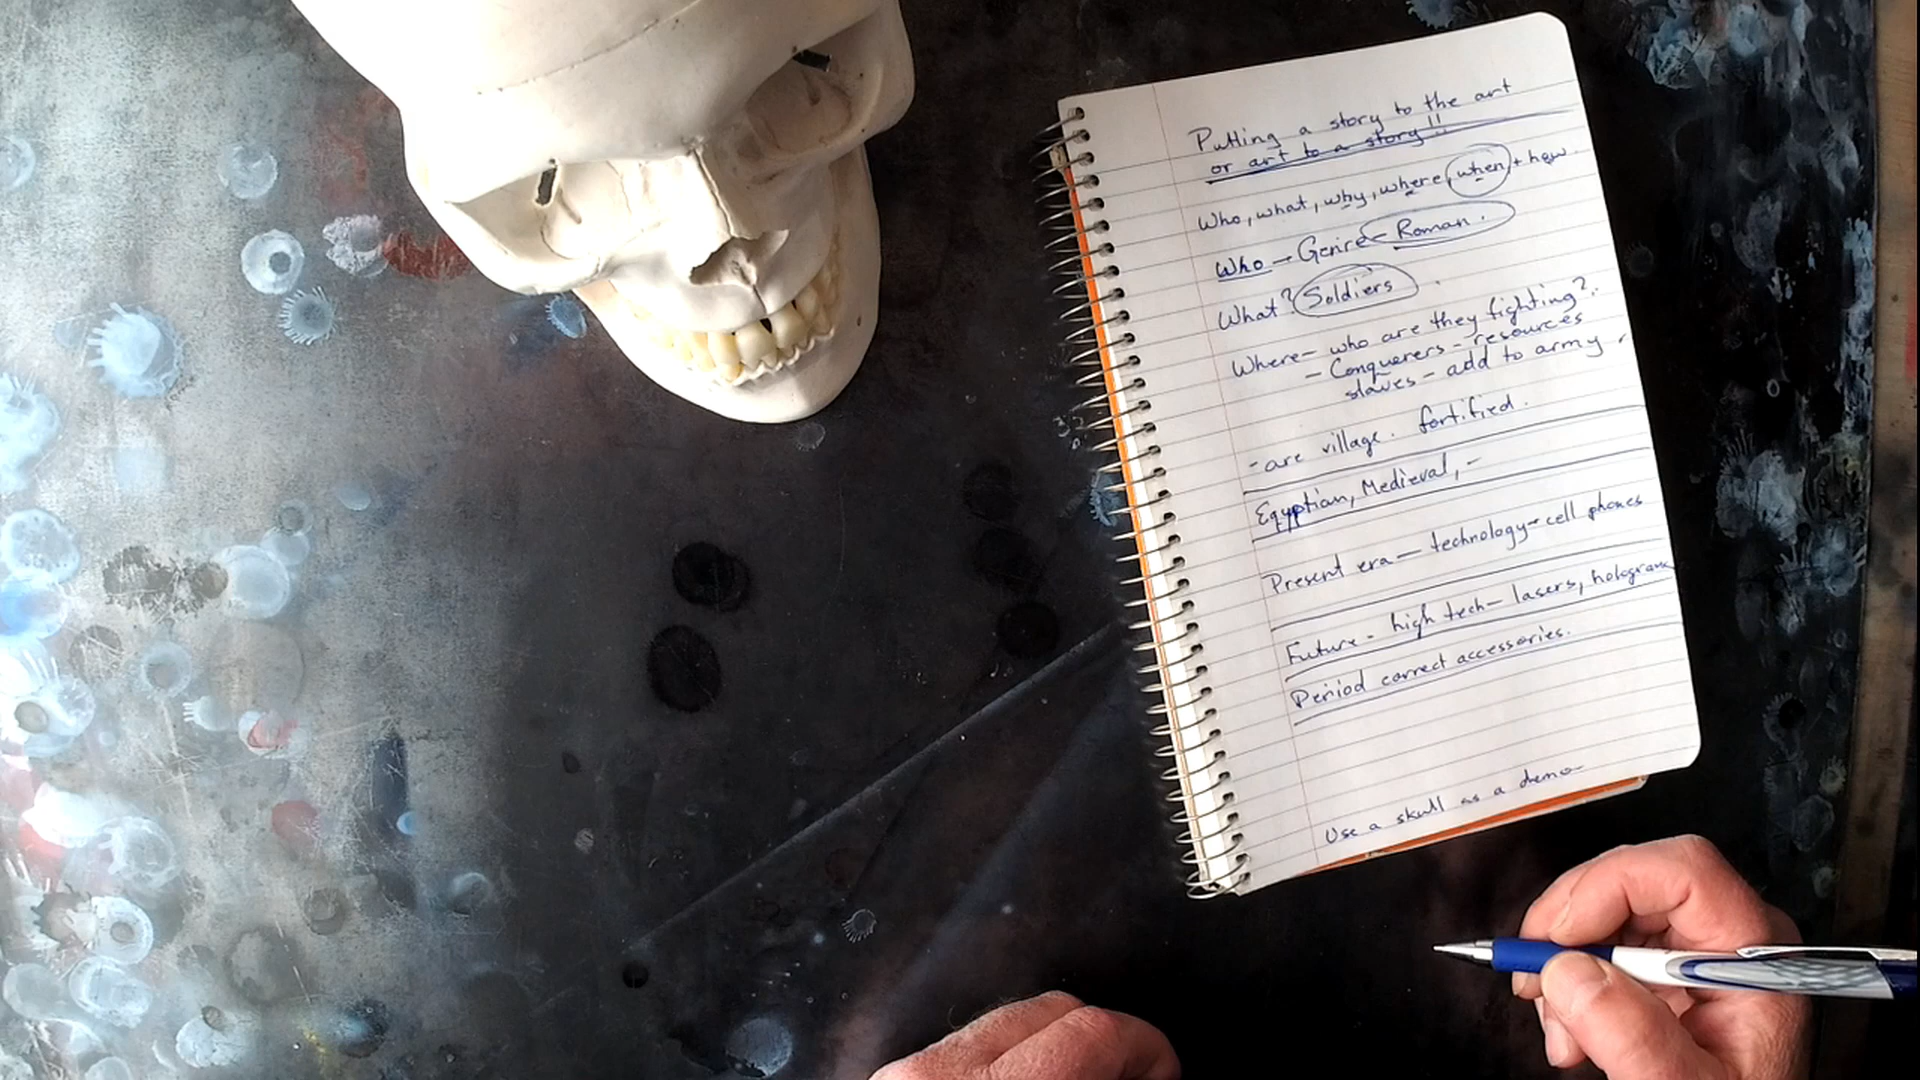 Putting a story to the art
or art to a story!!
Who, what, why, where, when, + how.
Who - Genre - Roman.
What? Soldiers
Where - who are they fighting?
- Conquerers - resources
slaves - add to army
- are village. fortified.
Egyptian, Medieval, -
Present era - technology - cell phones
Future - high tech - lasers, holograms
Period correct accessories.
Use a skull as a demo